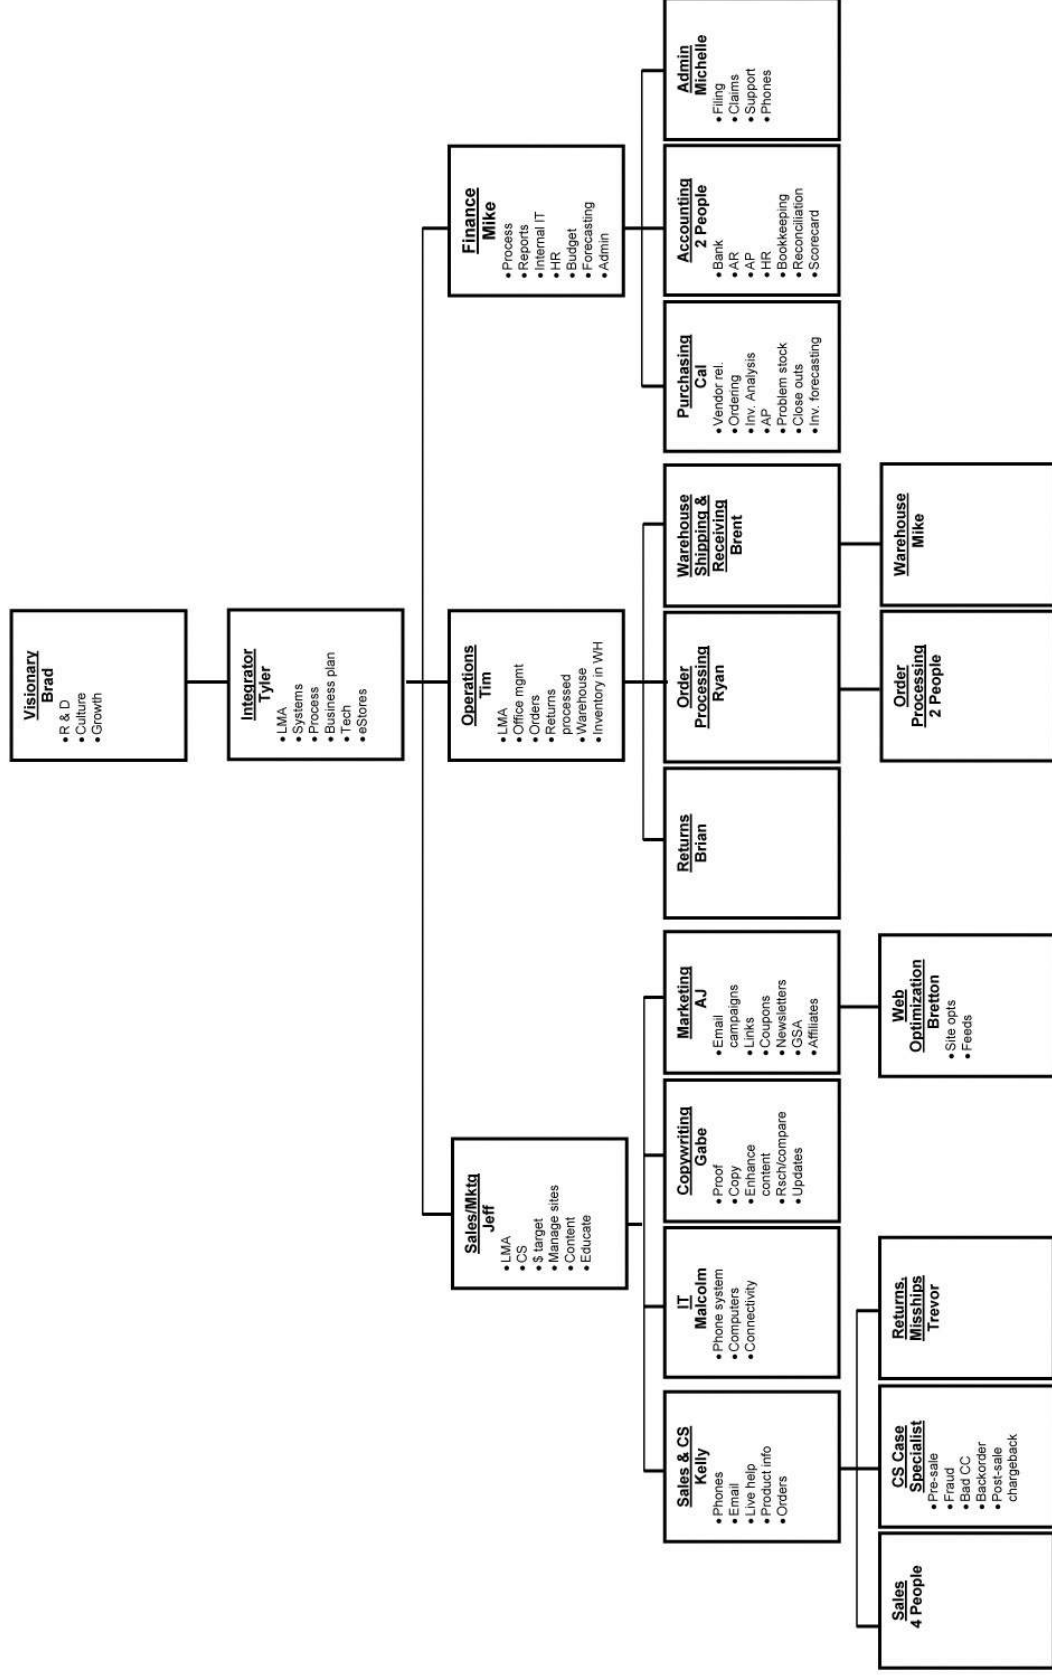 Visionary
Brad
• R & D
• Culture
• Growth
Integrator
Tyler
• LMA
• Systems
• Process
• Business plan
• Tech
• eStores
Sales/Mktg
Jeff
• LMA
• CS
• $ target
• Manage sites
• Content
• Educate
Operations
Tim
• LMA
• Office mgmt
• Orders
• Returns
processed
• Warehouse
• Inventory in WH
Finance
Mike
• Process
• Reports
• Internal IT
• HR
• Budget
• Forecasting
• Admin
Sales & CS
Kelly
• Phones
• Email
• Live help
• Product info
• Orders
IT
Malcolm
• Phone system
• Computers
• Connectivity
Copywriting
Gabe
• Proof
• Copy
• Enhance
content
• Rsch/compare
• Updates
Marketing
AJ
• Email
campaigns
• Links
• Coupons
• Newsletters
• GSA
• Affiliates
Returns
Brian
Order
Processing
Ryan
Warehouse
Shipping &
Receiving
Brent
Purchasing
Cal
• Vendor rel.
• Ordering
• Inv. Analysis
• AP
• Problem stock
• Close outs
• Inv. forecasting
Accounting
2 People
• Bank
• AR
• AP
• HR
• Bookkeeping
• Reconciliation
• Scorecard
Admin
Michelle
• Filing
• Claims
• Support
• Phones
Sales
4 People
CS Case
Specialist
• Pre-sale
• Fraud
• Bad CC
• Backorder
• Post-sale
chargeback
Returns,
Misships
Trevor
Web
Optimization
Bretton
• Site opts
• Feeds
Order
Processing
2 People
Warehouse
Mike